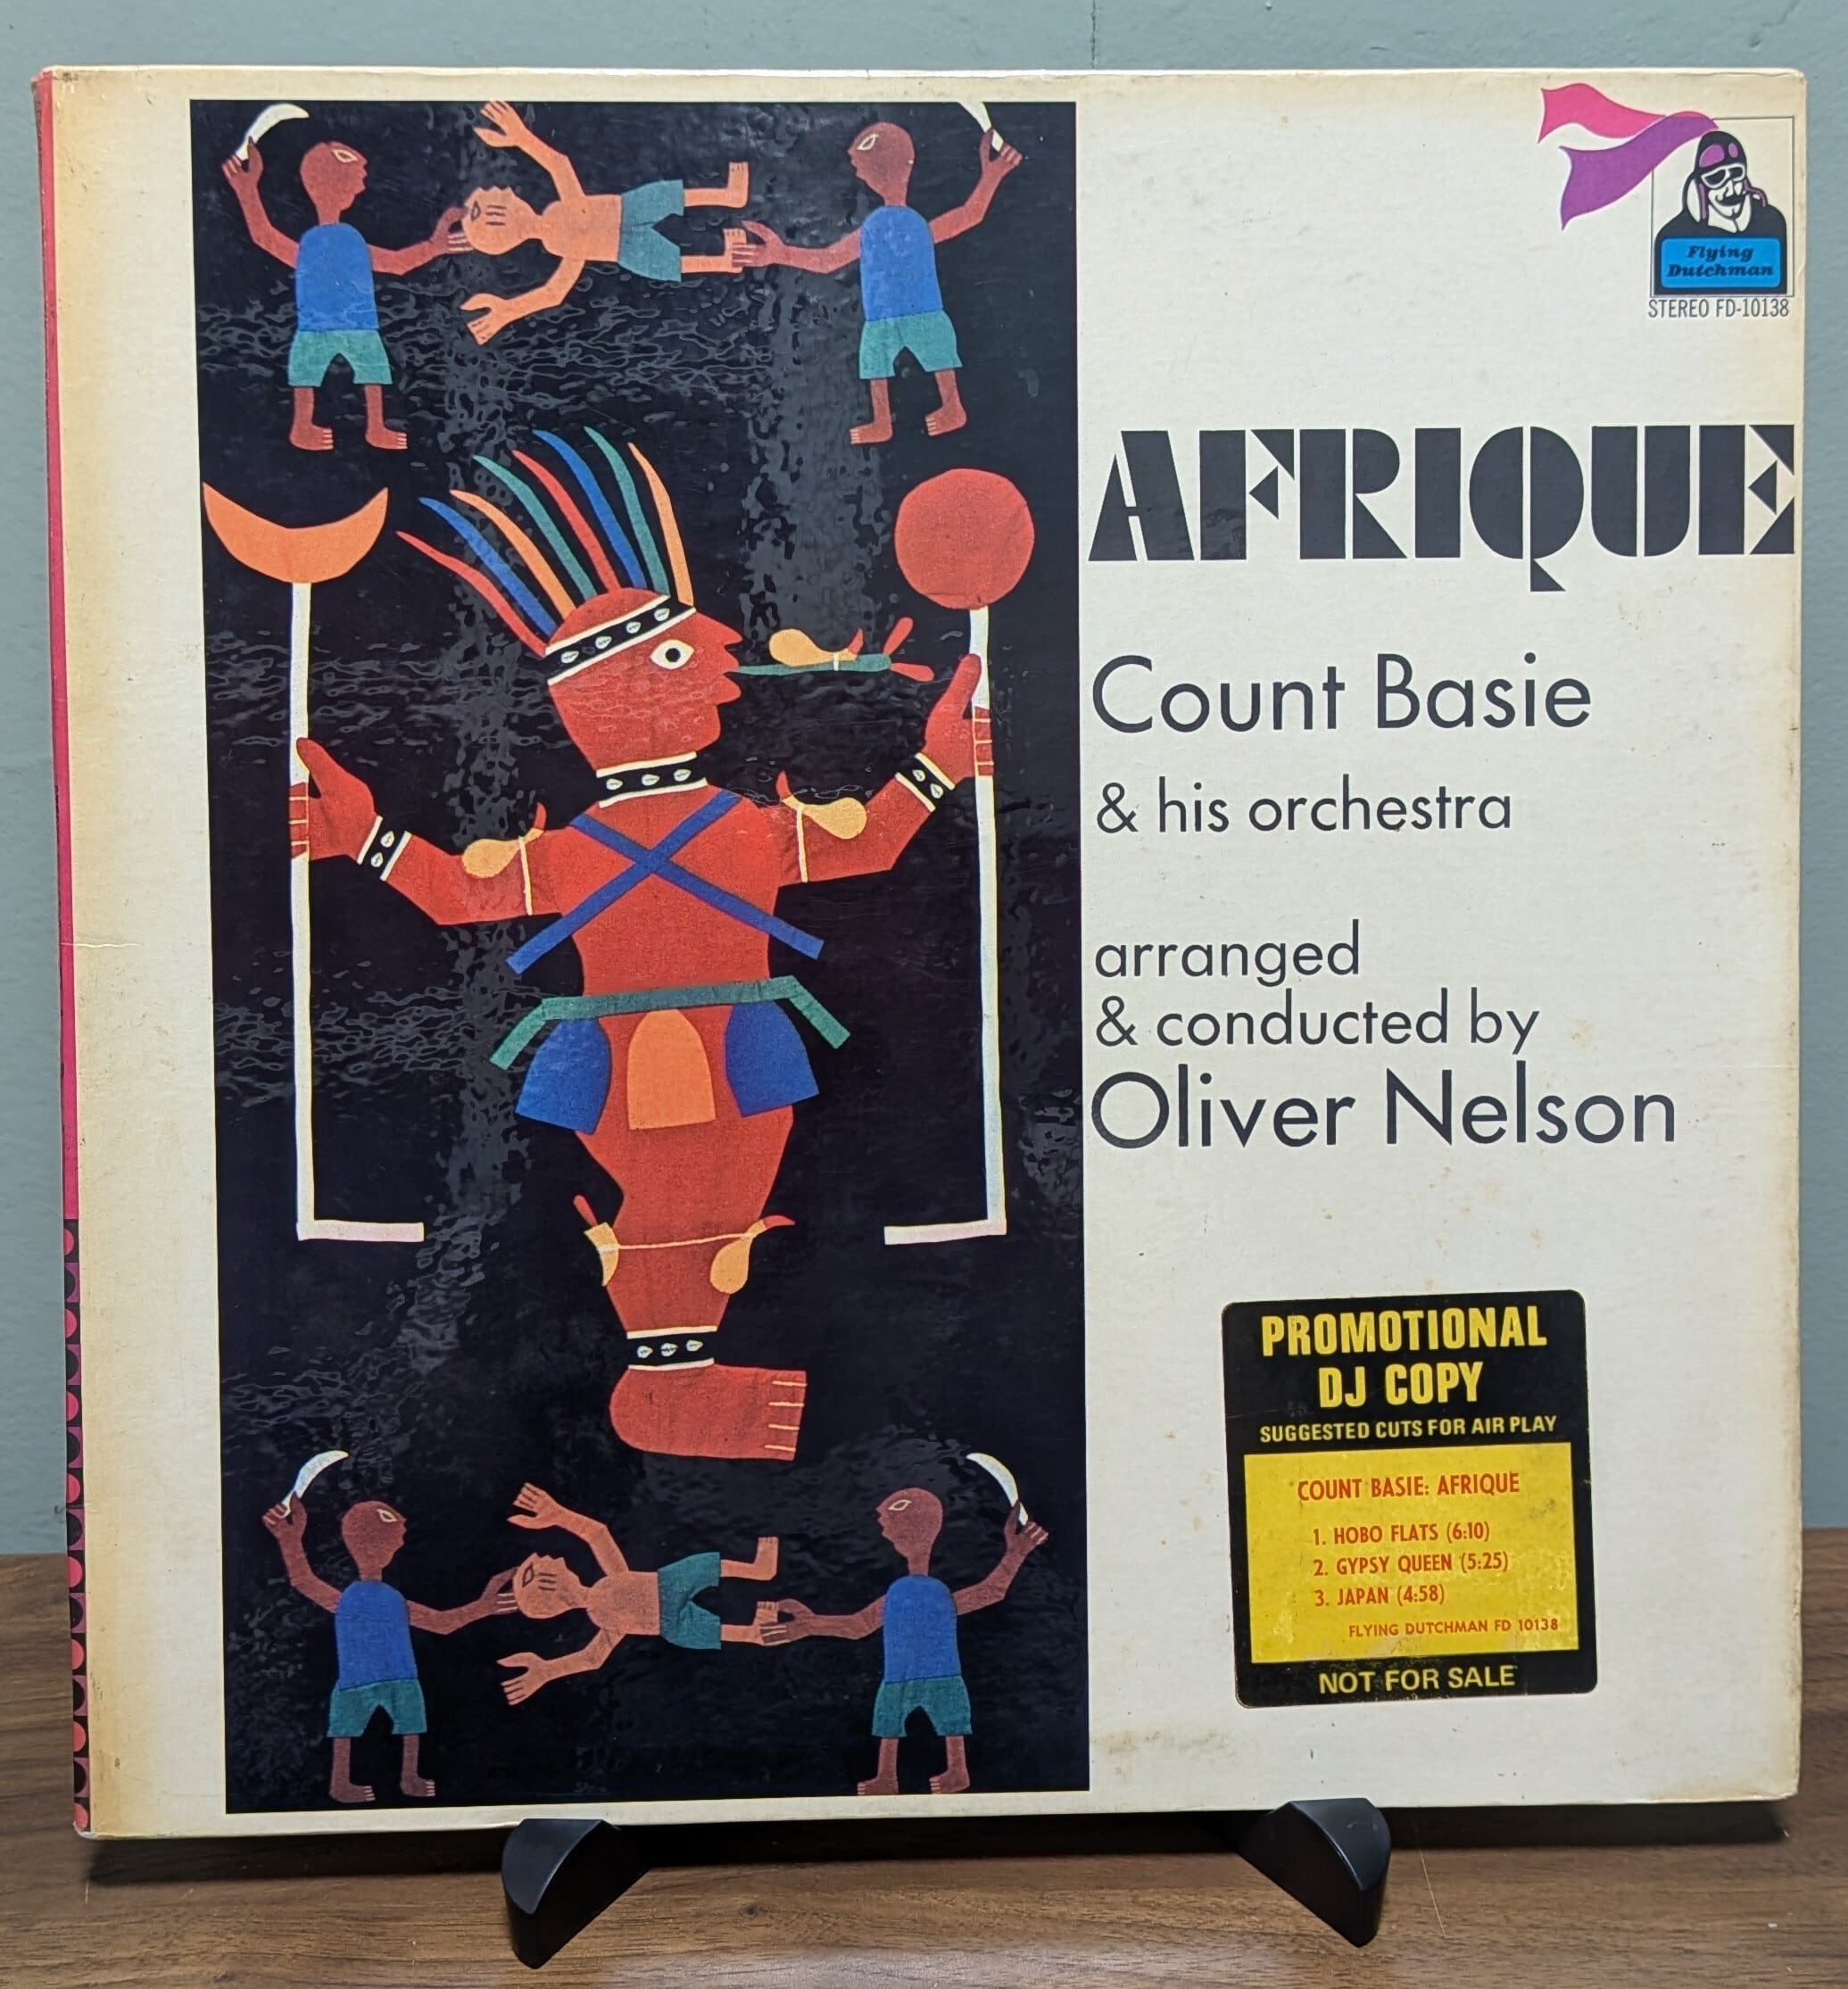 Flying
Dutchman
STEREO FD-10138
AFRIQUE
Count Basie
& his orchestra
arranged
& conducted by
Oliver Nelson
PROMOTIONAL
DJ COPY
SUGGESTED CUTS FOR AIR PLAY
COUNT BASIE: AFRIQUE
1. HOBO FLATS (6:10)
2. GYPSY QUEEN (5:25)
3. JAPAN (4:58)
FLYING DUTCHMAN FD 10138
NOT FOR SALE